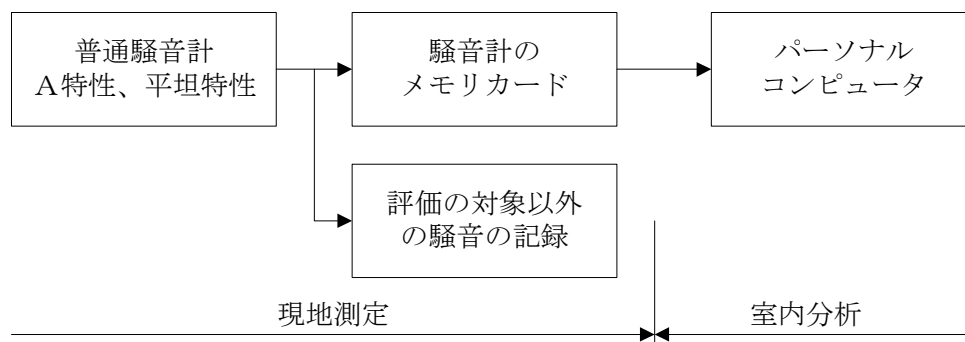 普通騒音計
Ａ特性、平坦特性
騒音計の
メモリカード
パーソナル
コンピュータ
評価の対象以外
の騒音の記録
現地測定
室内分析